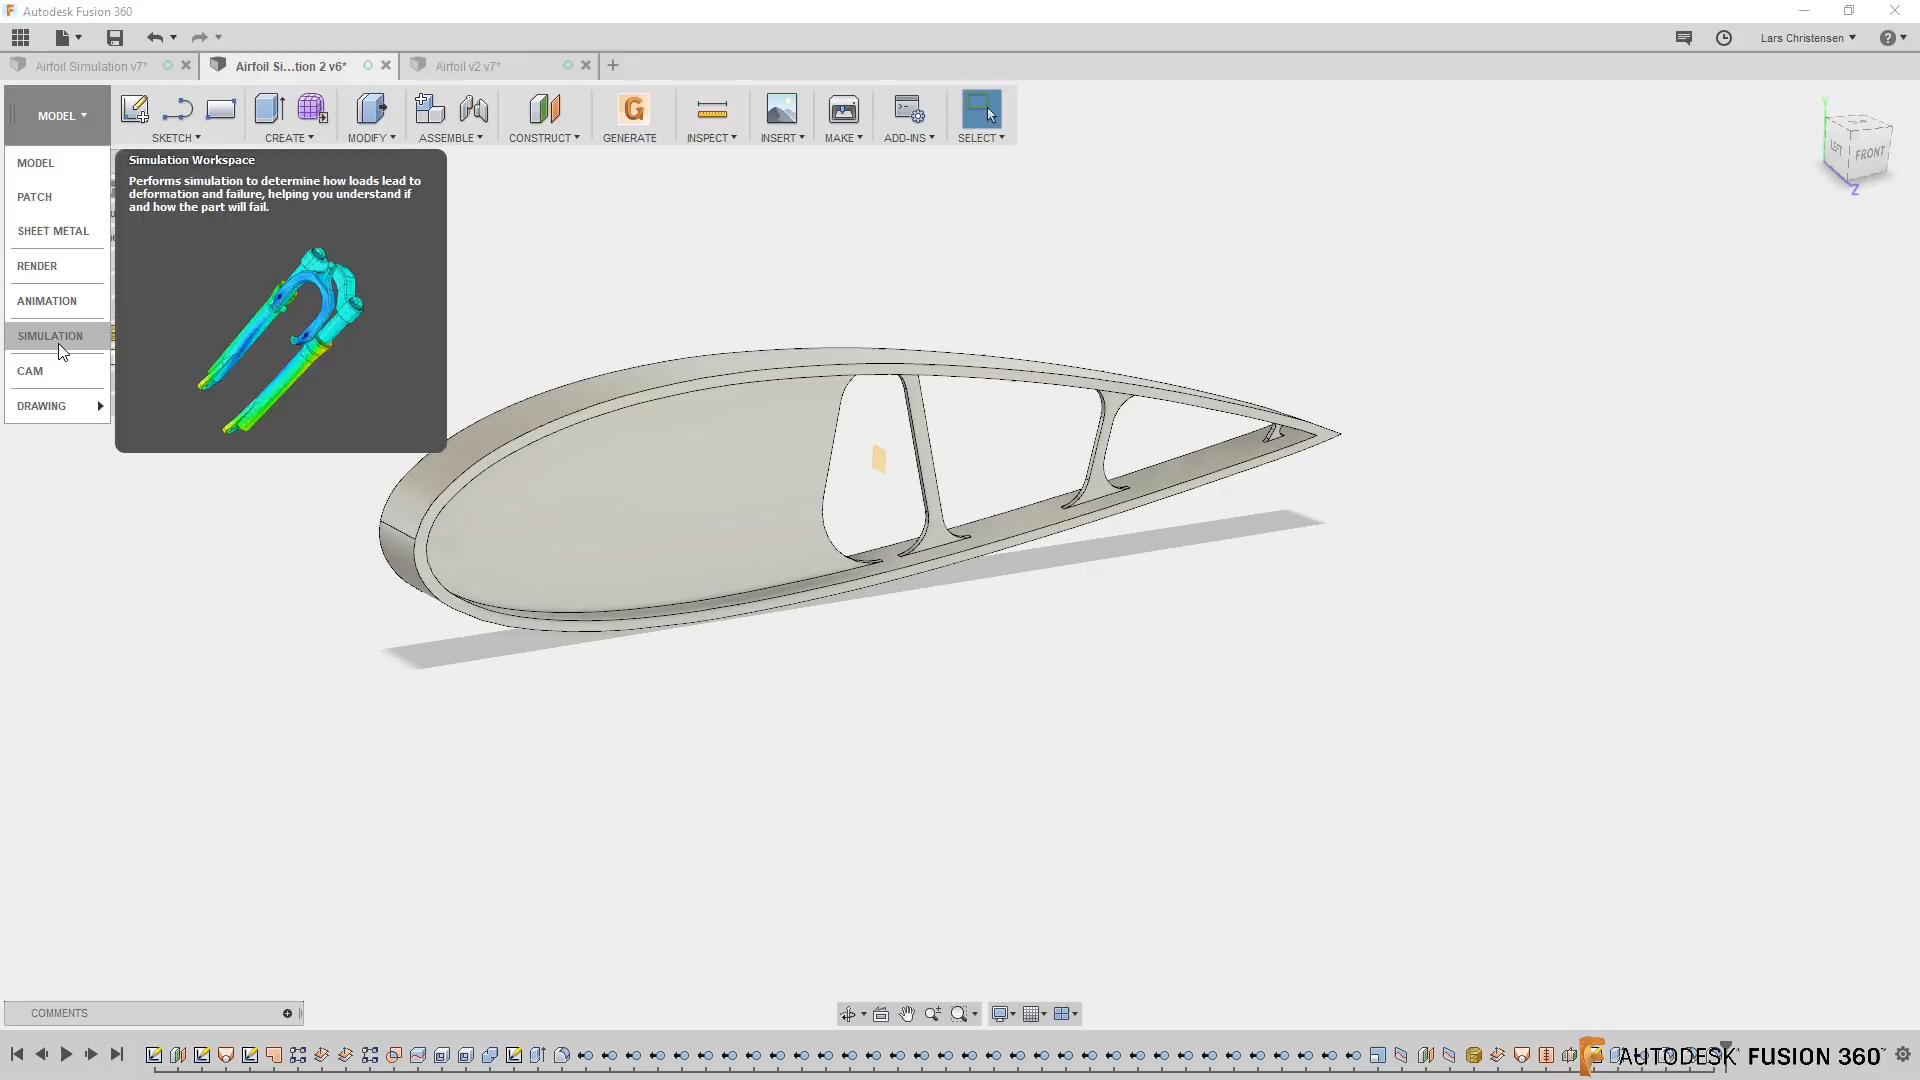 Autodesk Fusion 360
Lars Christensen
Airfoil Simulation v7*
Airfoil Si...tion 2 v6*
Airfoil v2 v7*
MODEL
SKETCH
CREATE
MODIFY
ASSEMBLE
CONSTRUCT
G
GENERATE
INSPECT
INSERT
MAKE
ADD-INS
SELECT
MODEL
PATCH
SHEET METAL
RENDER
ANIMATION
SIMULATION
CAM
DRAWING
Simulation Workspace
Performs simulation to determine how loads lead to
deformation and failure, helping you understand if
and how the part will fail.
Y
LEFT
FRONT
Z
COMMENTS
AUTODESK FUSION 360